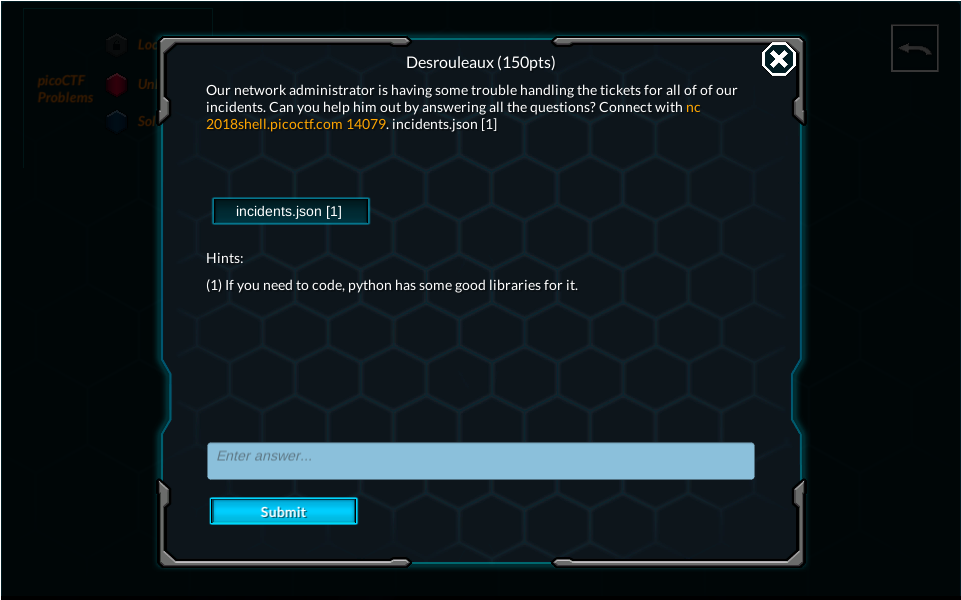 Desrouleaux (150pts)
Loc
picoCTF
Problems
Unl
Sol
Our network administrator is having some trouble handling the tickets for all of of our
incidents. Can you help him out by answering all the questions? Connect with nc
2018shell.picoctf.com 14079. incidents.json [1]
incidents.json [1]
Hints:
(1) If you need to code, python has some good libraries for it.
Enter answer...
Submit